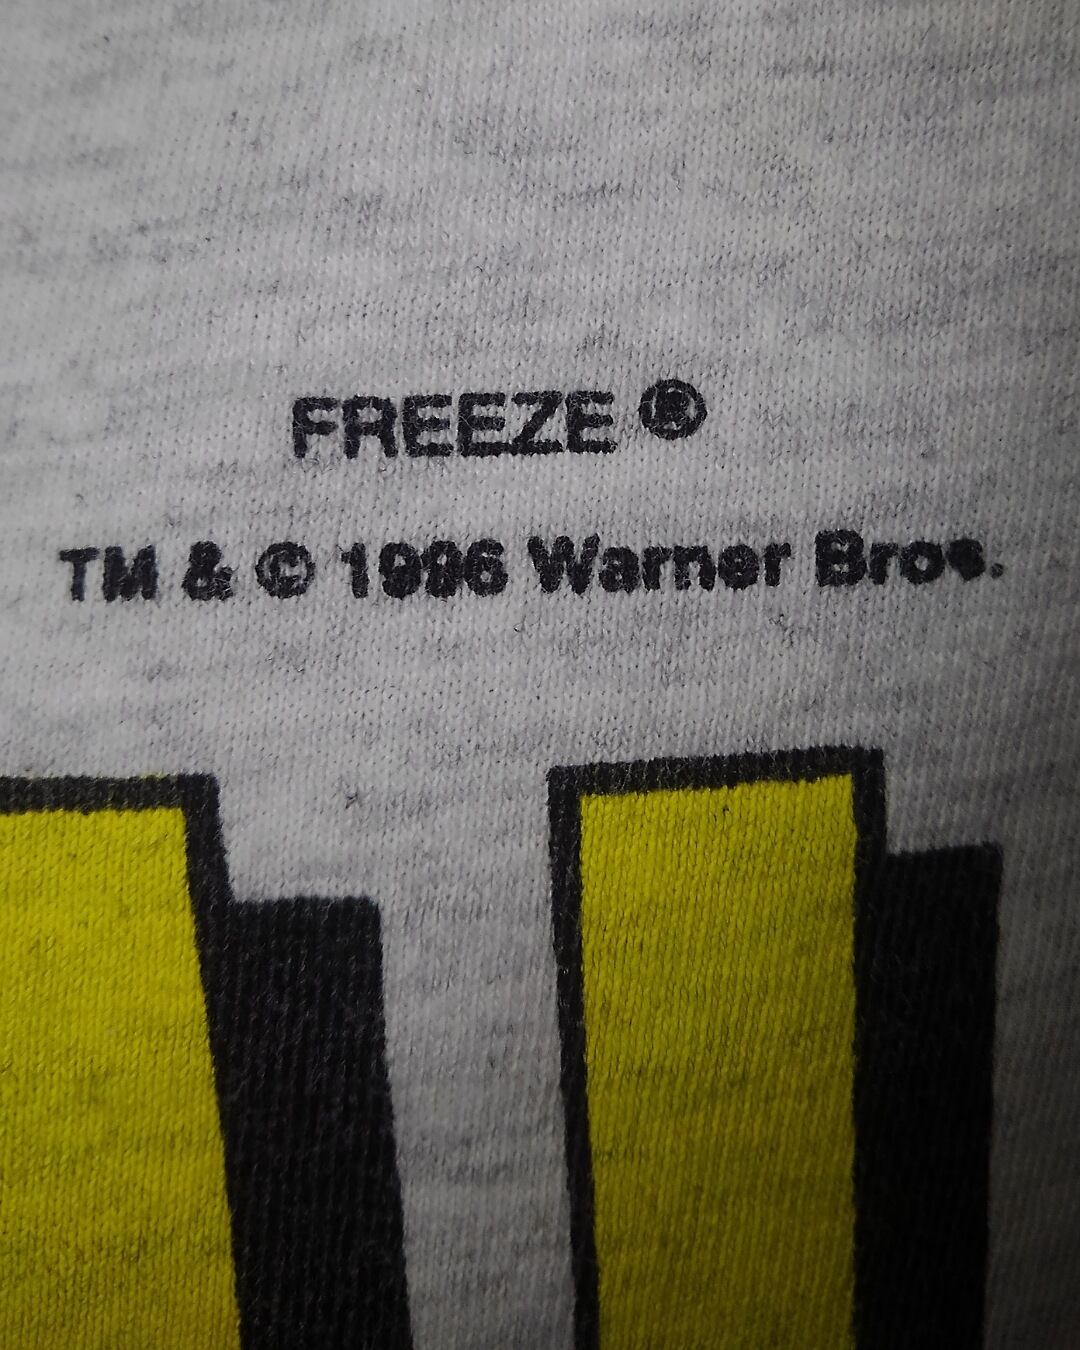 FREEZE ®
TM & © 1996 Warner Bros.